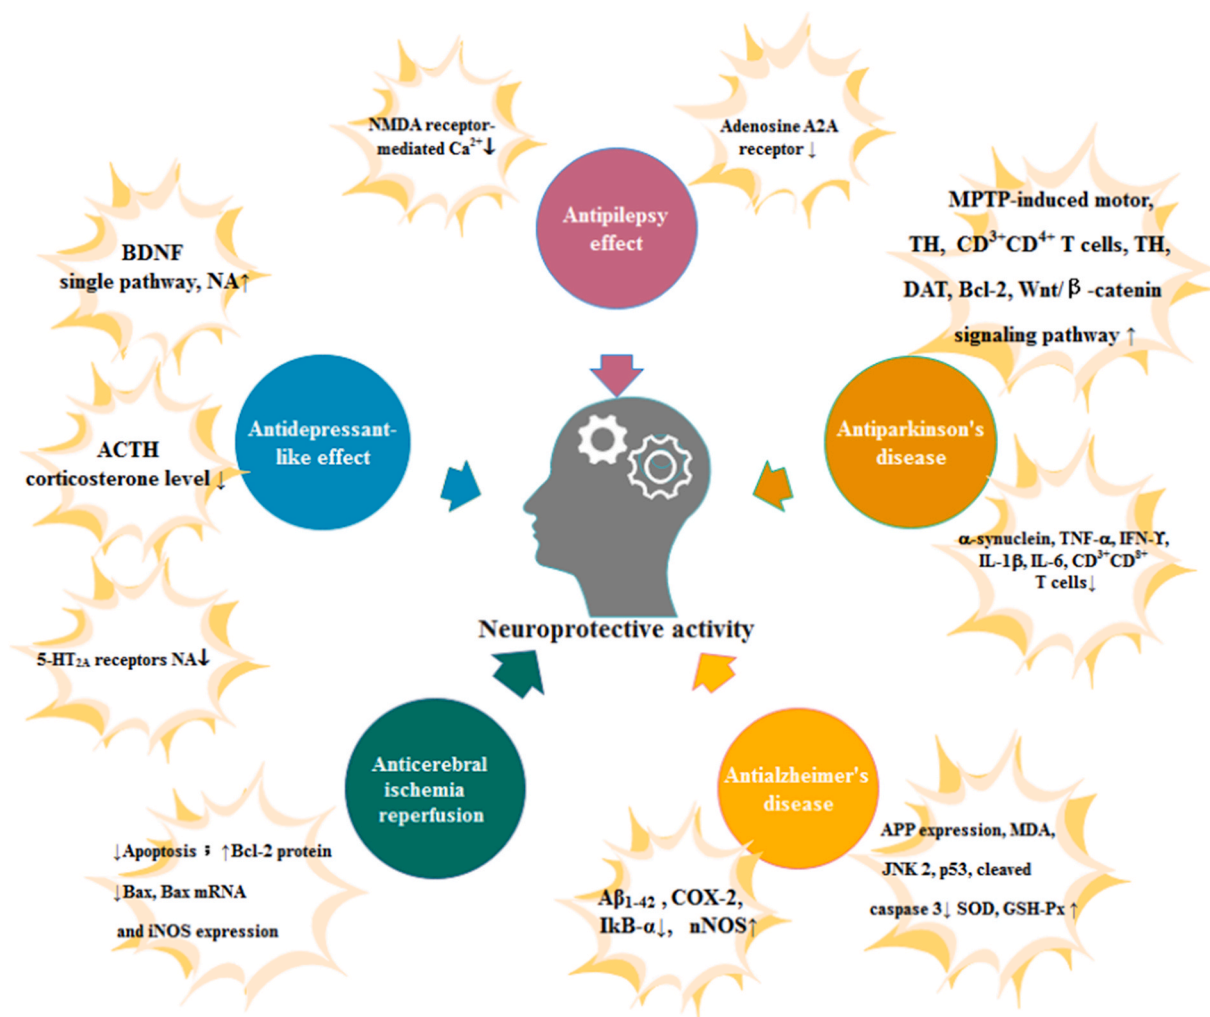 NMDA receptor-
mediated Ca²⁺↓
Adenosine A2A
receptor ↓
Antipilepsy
effect
MPTP-induced motor,
TH, CD³⁺CD⁴⁺ T cells, TH,
DAT, Bcl-2, Wnt/ β -catenin
signaling pathway ↑
BDNF
single pathway, NA↑
Antidepressant-
like effect
ACTH
corticosterone level ↓
Antiparkinson's
disease
α-synuclein, TNF-α, IFN-ϒ,
IL-1β, IL-6, CD³⁺CD⁸⁺
T cells↓
5-HT₂A receptors NA↓
Neuroprotective activity
Anticerebral
ischemia
reperfusion
Antialzheimer's
disease
↓Apoptosis ; ↑Bcl-2 protein
↓Bax, Bax mRNA
and iNOS expression
Aβ₁₋₄₂ , COX-2,
IkB-α↓, nNOS↑
APP expression, MDA,
JNK 2, p53, cleaved
caspase 3↓ SOD, GSH-Px ↑